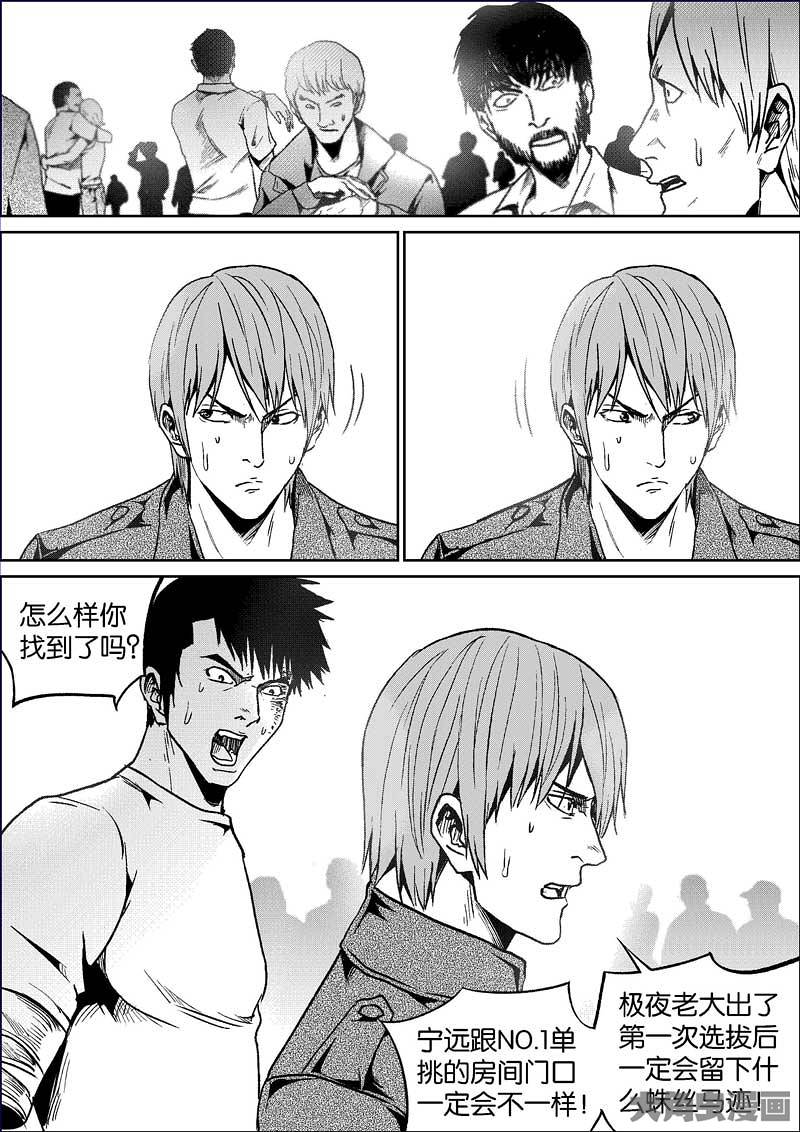 怎么样你
找到了吗？
极夜老大出了
第一次选拔后
一定会留下什
么蛛丝马迹！
宁远跟NO.1单
挑的房间门口
一定会不一样！